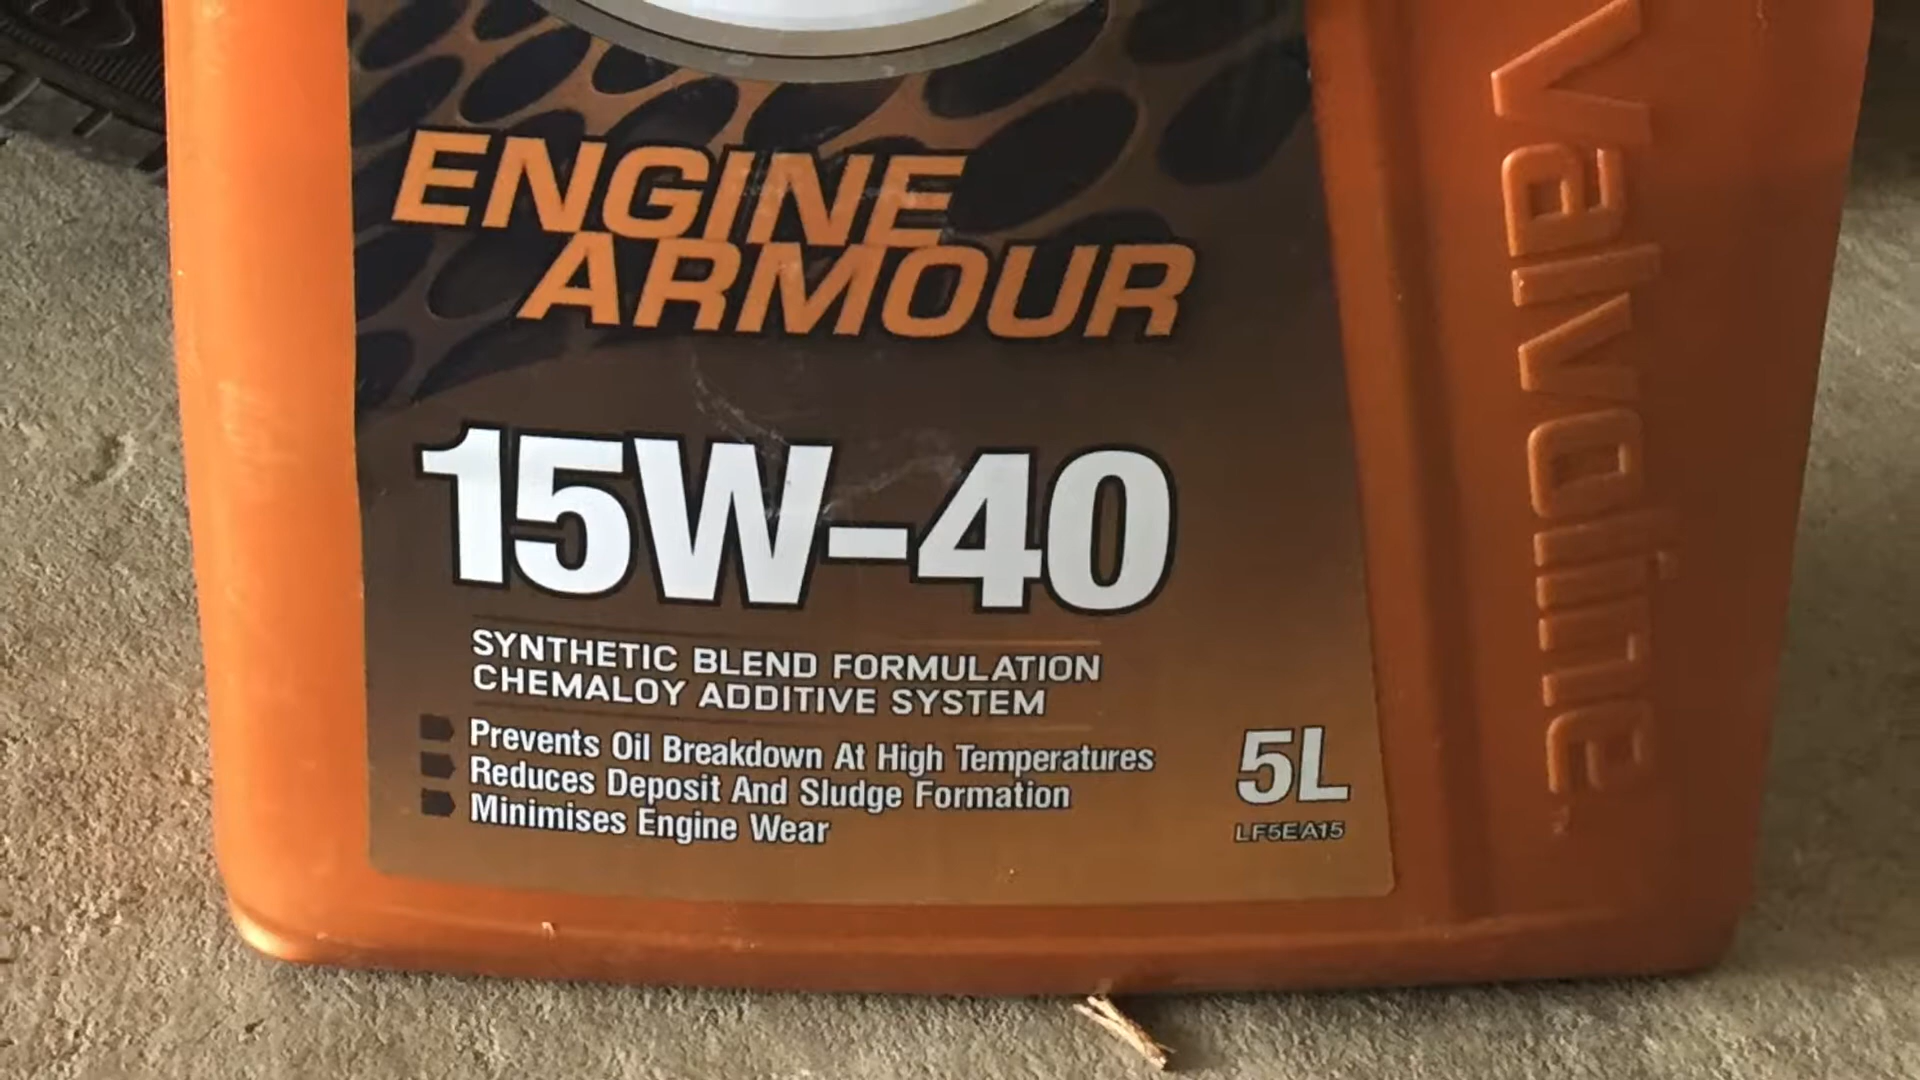 ENGINE
ARMOUR
15W-40
SYNTHETIC BLEND FORMULATION
CHEMALOY ADDITIVE SYSTEM
Prevents Oil Breakdown At High Temperatures
Reduces Deposit And Sludge Formation
Minimises Engine Wear
5L
LF5EA15
Valvoline